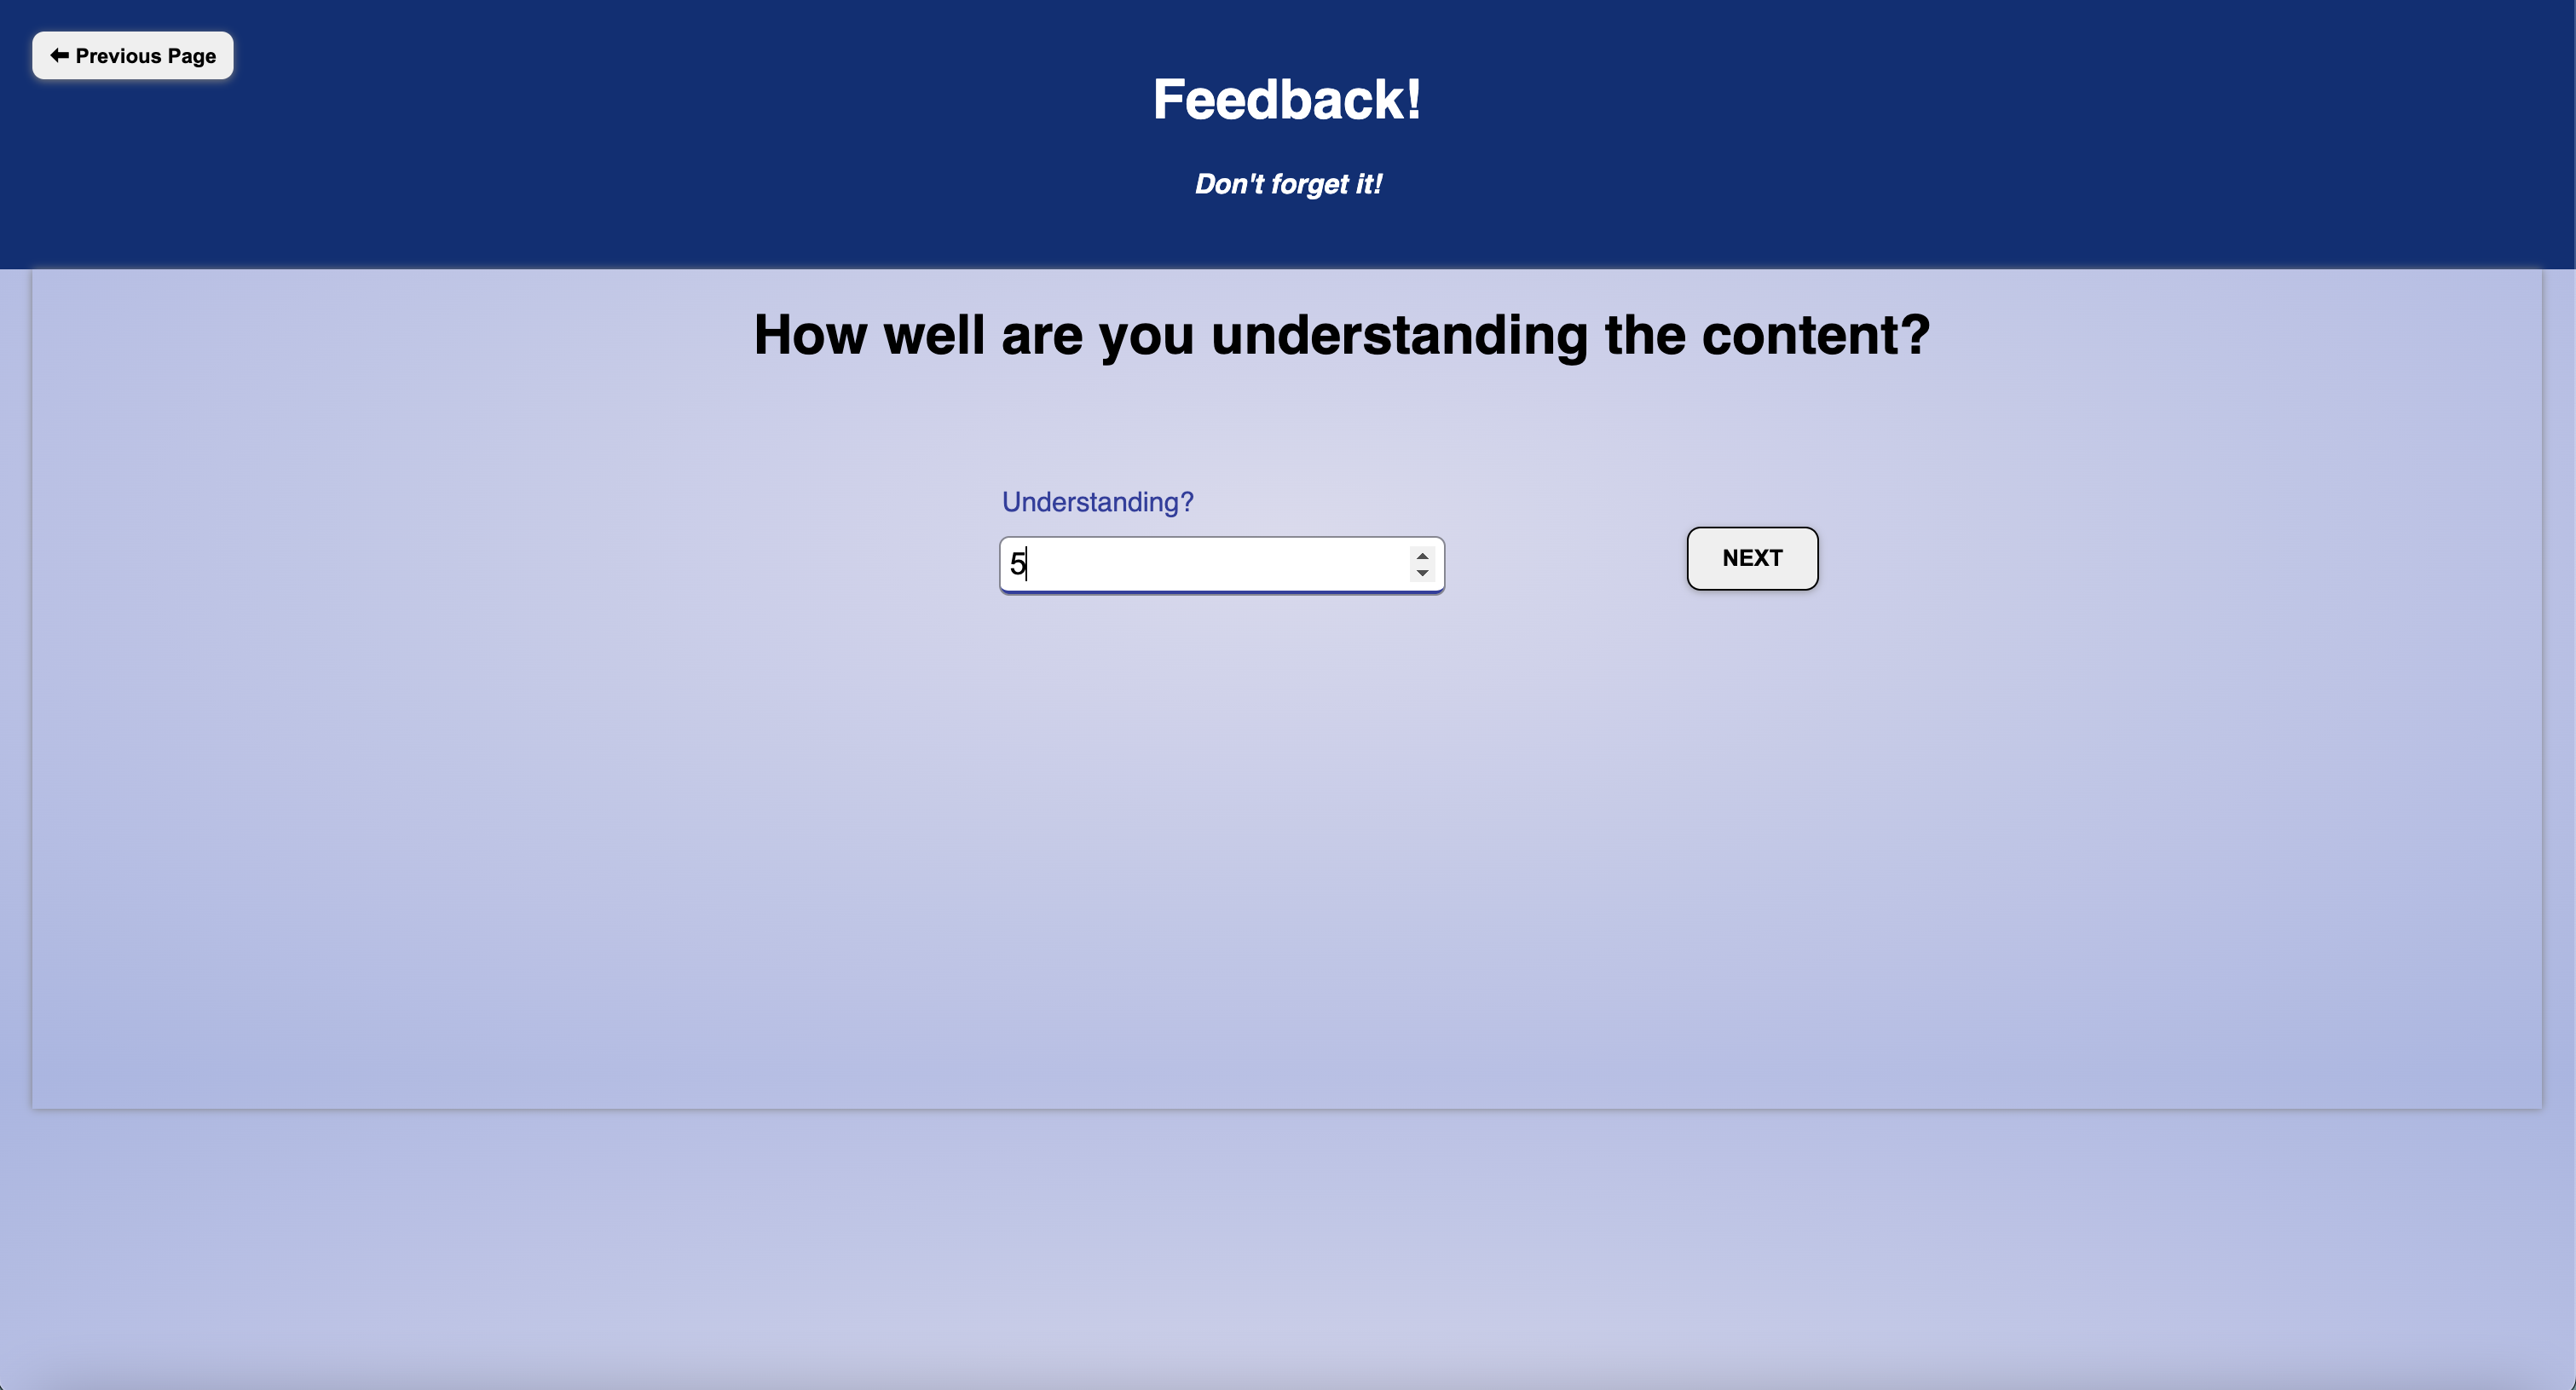 ⬅ Previous Page
Feedback!
Don't forget it!
How well are you understanding the content?
Understanding?
5
NEXT